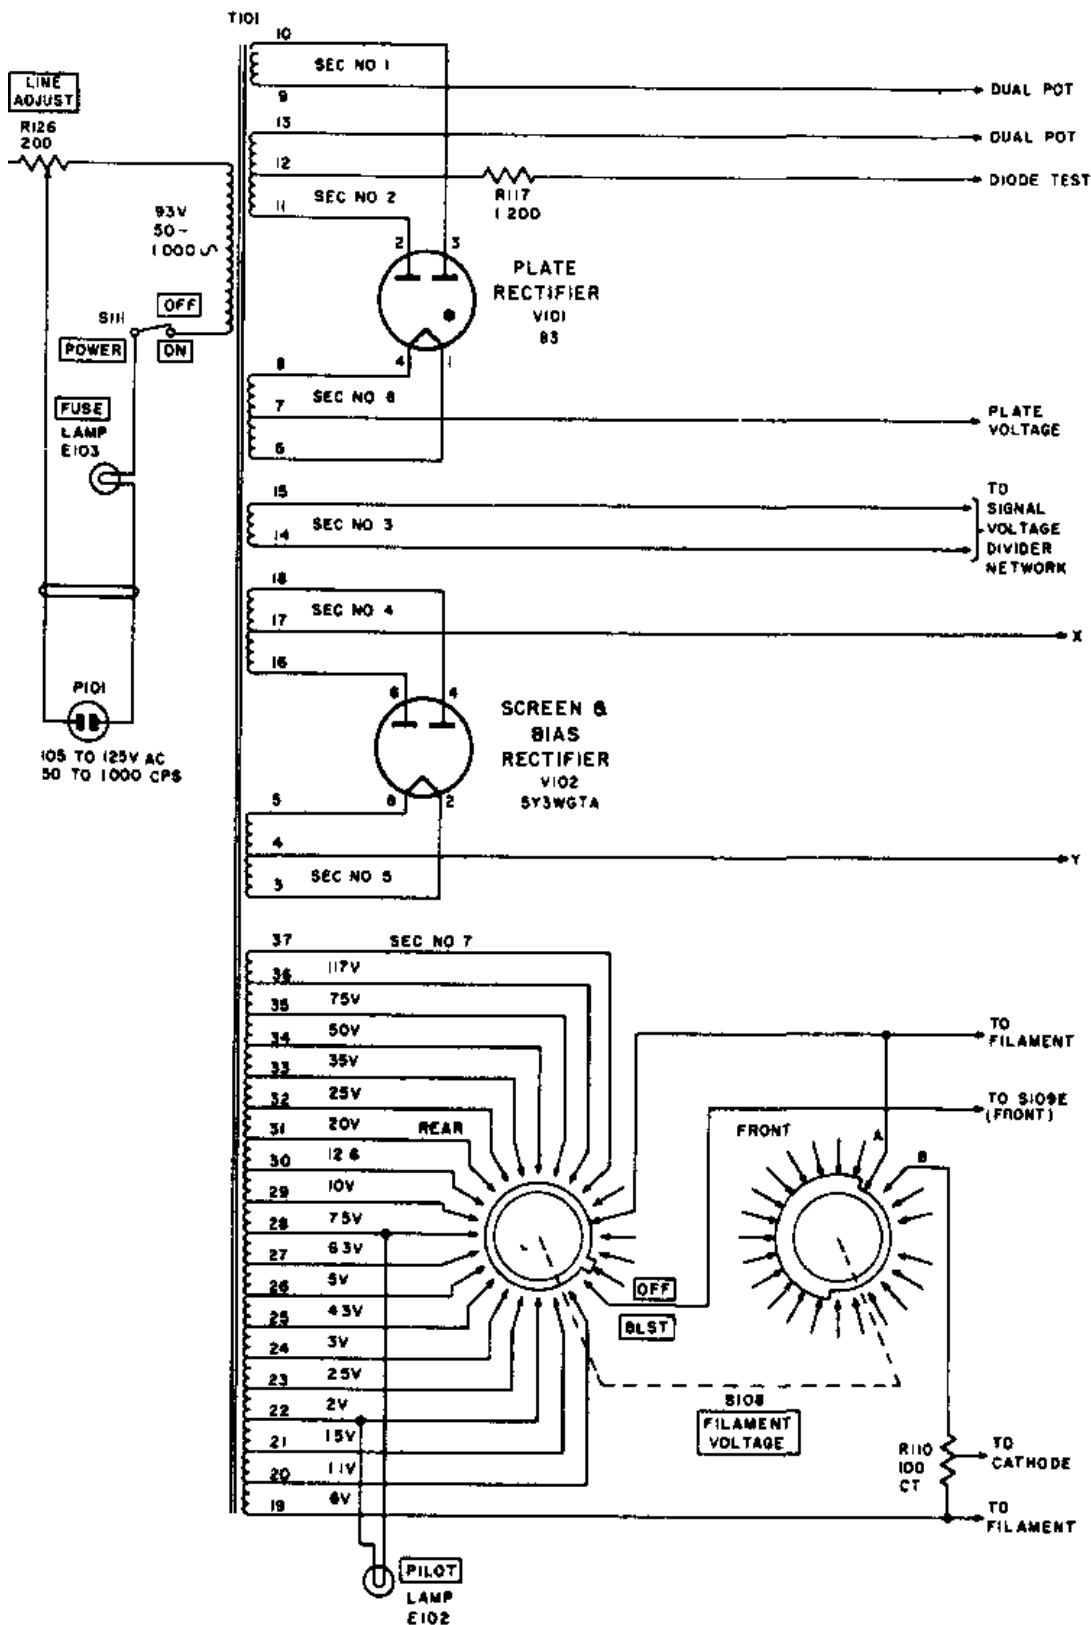 T101
10
SEC NO 1
9
DUAL POT
LINE
ADJUST
R126
200
13
DUAL POT
12
R117
1 200
DIODE TEST
SEC NO 2
11
93V
50-
1000
2
3
PLATE
RECTIFIER
V101
83
4
1
OFF
S111
POWER
ON
8
SEC NO 6
7
PLATE
VOLTAGE
6
FUSE
LAMP
E103
15
SEC NO 3
14
TO
SIGNAL
VOLTAGE
DIVIDER
NETWORK
18
SEC NO 4
17
X
16
6
4
SCREEN &
BIAS
RECTIFIER
V102
5Y3WGTA
8
2
P101
105 TO 125V AC
50 TO 1000 CPS
5
4
Y
3
SEC NO 5
37
SEC NO 7
117V
36
75V
35
50V
34
35V
33
25V
32
20V
31
12 6
30
10V
29
7.5V
28
6.3V
27
5V
26
4.3V
25
3V
24
2.5V
23
2V
22
1.5V
21
1.1V
20
.6V
19
REAR
OFF
BLST
TO
FILAMENT
TO S109E
(FRONT)
FRONT
A
B
S108
FILAMENT
VOLTAGE
R110
100
CT
TO
CATHODE
TO
FILAMENT
PILOT
LAMP
E102